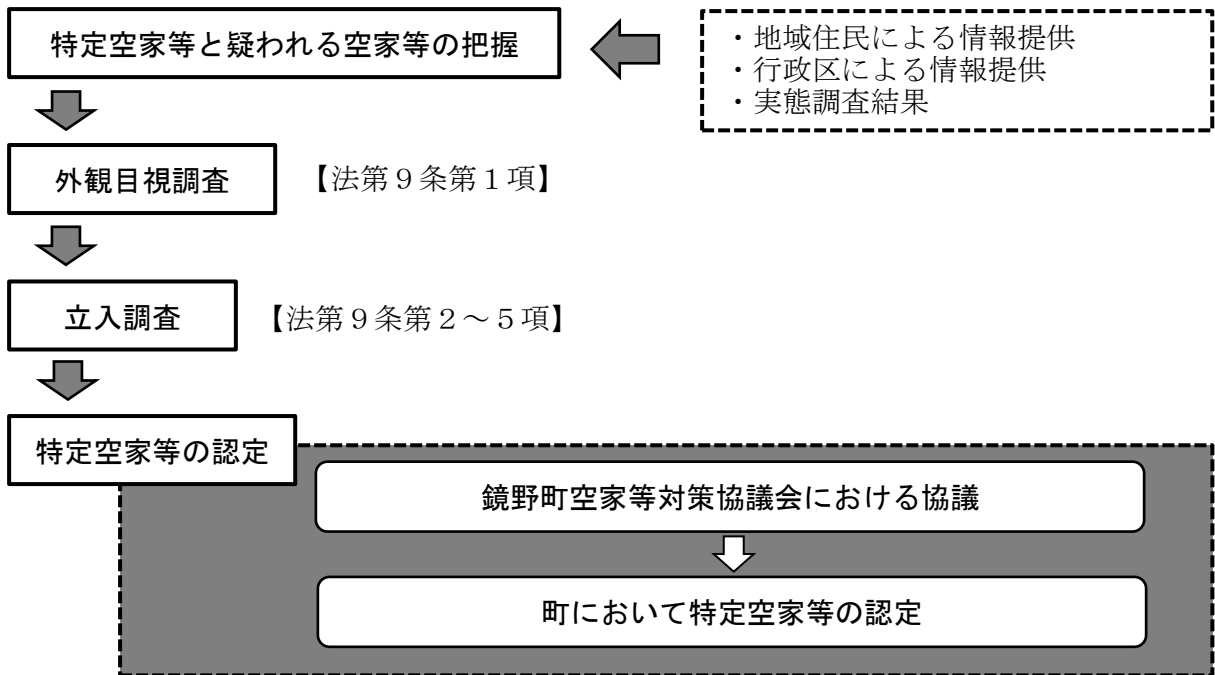 特定空家等と疑われる空家等の把握
・地域住民による情報提供
・行政区による情報提供
・実態調査結果
外観目視調査
【法第９条第１項】
立入調査
【法第９条第２～５項】
特定空家等の認定
鏡野町空家等対策協議会における協議
町において特定空家等の認定